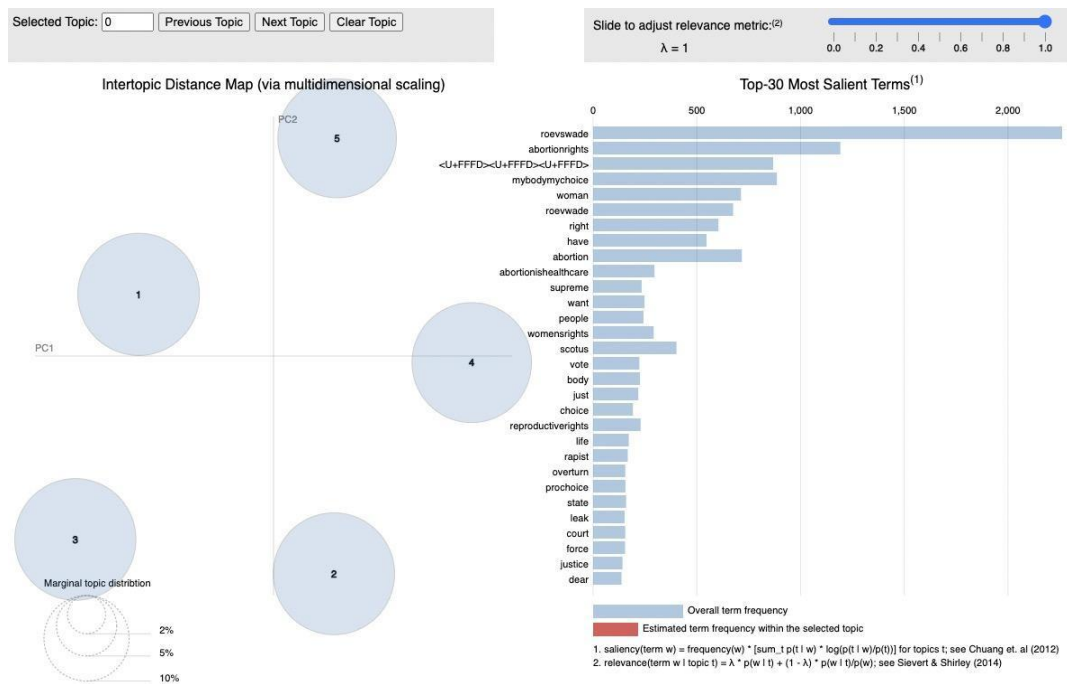 Selected Topic: 0 Previous Topic Next Topic Clear Topic
Slide to adjust relevance metric:(2)
λ = 1
0.0 0.2 0.4 0.6 0.8 1.0
Intertopic Distance Map (via multidimensional scaling)
PC2
PC1
5
1
4
3
2
Marginal topic distribtion
2%
5%
10%
Top-30 Most Salient Terms(1)
0 500 1,000 1,500 2,000
roevswade
abortionrights
<U+FFFD><U+FFFD><U+FFFD>
mybodymychoice
woman
roevwade
right
have
abortion
abortionishealthcare
supreme
want
people
womensrights
scotus
vote
body
just
choice
reproductiverights
life
rapist
overturn
prochoice
state
leak
court
force
justice
dear
Overall term frequency
Estimated term frequency within the selected topic
1. saliency(term w) = frequency(w) * [sum_t p(t | w) * log(p(t | w)/p(t))] for topics t; see Chuang et. al (2012)
2. relevance(term w | topic t) = λ * p(w | t) + (1 - λ) * p(w | t)/p(w); see Sievert & Shirley (2014)